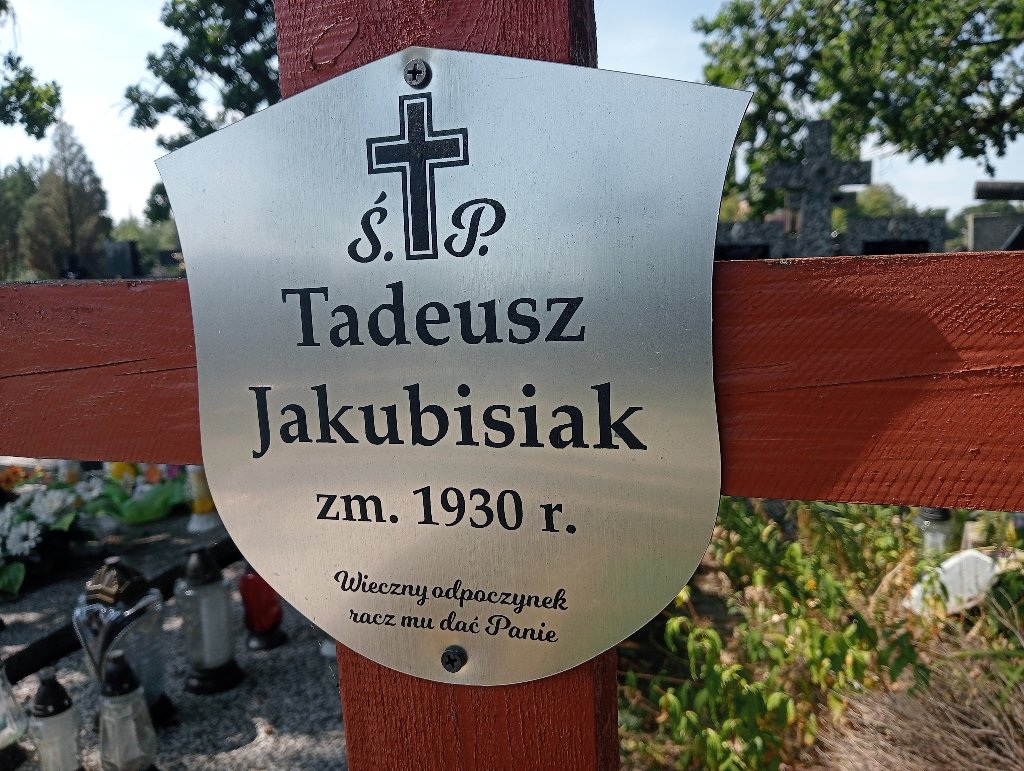 Ś. P.
Tadeusz
Jakubisiak
zm. 1930 r.
Wieczny odpoczynek
racz mu dać Panie